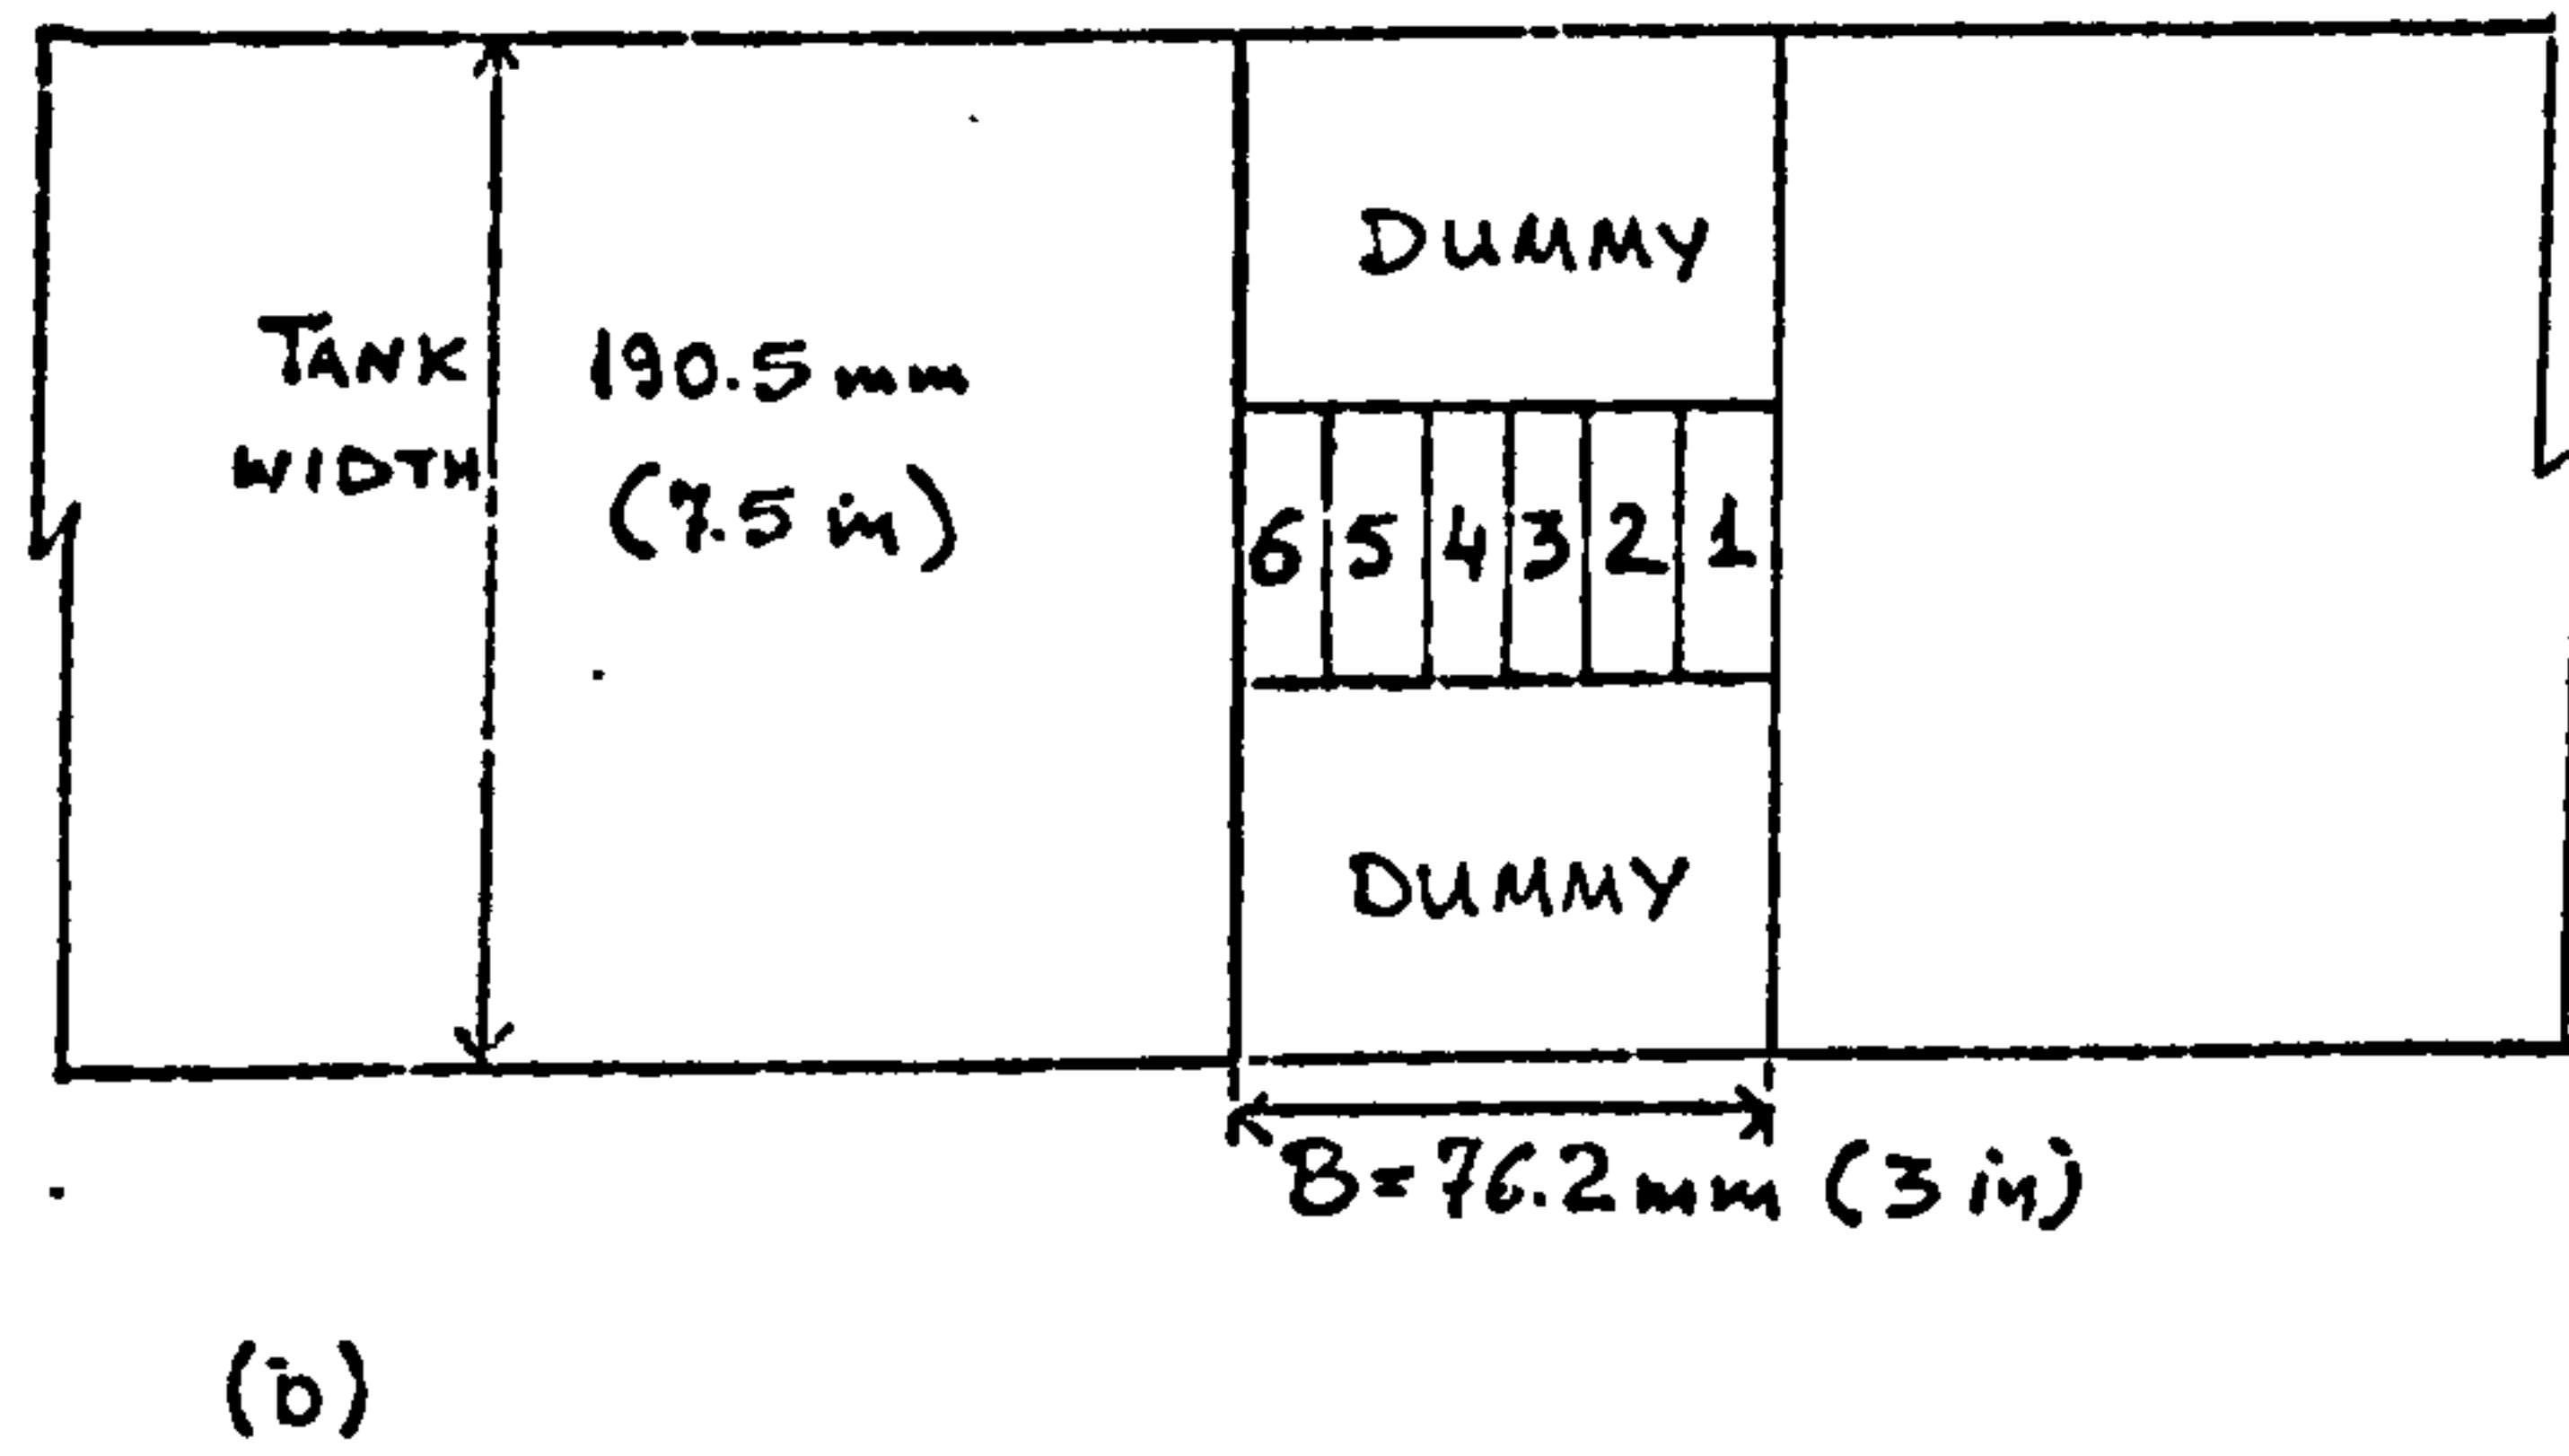 DUMMY
TANK
WIDTH
190.5 mm
(7.5 in)
6 5 4 3 2 1
DUMMY
B=76.2 mm (3 in)
(b)